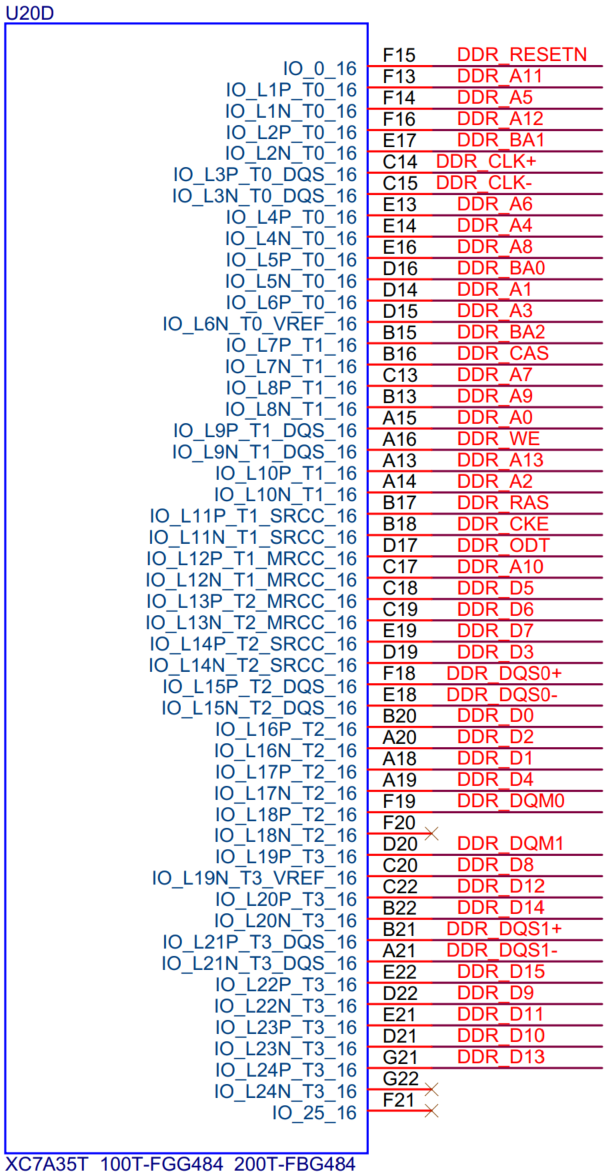 U20D
IO_0_16 F15 DDR_RESETN
IO_L1P_T0_16 F13 DDR_A11
IO_L1N_T0_16 F14 DDR_A5
IO_L2P_T0_16 F16 DDR_A12
IO_L2N_T0_16 E17 DDR_BA1
IO_L3P_T0_DQS_16 C14 DDR_CLK+
IO_L3N_T0_DQS_16 C15 DDR_CLK-
IO_L4P_T0_16 E13 DDR_A6
IO_L4N_T0_16 E14 DDR_A4
IO_L5P_T0_16 E16 DDR_A8
IO_L5N_T0_16 D16 DDR_BA0
IO_L6P_T0_16 D14 DDR_A1
IO_L6N_T0_VREF_16 D15 DDR_A3
IO_L7P_T1_16 B15 DDR_BA2
IO_L7N_T1_16 B16 DDR_CAS
IO_L8P_T1_16 C13 DDR_A7
IO_L8N_T1_16 B13 DDR_A9
IO_L9P_T1_DQS_16 A15 DDR_A0
IO_L9N_T1_DQS_16 A16 DDR_WE
IO_L10P_T1_16 A13 DDR_A13
IO_L10N_T1_16 A14 DDR_A2
IO_L11P_T1_SRCC_16 B17 DDR_RAS
IO_L11N_T1_SRCC_16 B18 DDR_CKE
IO_L12P_T1_MRCC_16 D17 DDR_ODT
IO_L12N_T1_MRCC_16 C17 DDR_A10
IO_L13P_T2_MRCC_16 C18 DDR_D5
IO_L13N_T2_MRCC_16 C19 DDR_D6
IO_L14P_T2_SRCC_16 E19 DDR_D7
IO_L14N_T2_SRCC_16 D19 DDR_D3
IO_L15P_T2_DQS_16 F18 DDR_DQS0+
IO_L15N_T2_DQS_16 E18 DDR_DQS0-
IO_L16P_T2_16 B20 DDR_D0
IO_L16N_T2_16 A20 DDR_D2
IO_L17P_T2_16 A18 DDR_D1
IO_L17N_T2_16 A19 DDR_D4
IO_L18P_T2_16 F19 DDR_DQM0
IO_L18N_T2_16 F20
IO_L19P_T3_16 D20 DDR_DQM1
IO_L19N_T3_VREF_16 C20 DDR_D8
IO_L20P_T3_16 C22 DDR_D12
IO_L20N_T3_16 B22 DDR_D14
IO_L21P_T3_DQS_16 B21 DDR_DQS1+
IO_L21N_T3_DQS_16 A21 DDR_DQS1-
IO_L22P_T3_16 E22 DDR_D15
IO_L22N_T3_16 D22 DDR_D9
IO_L23P_T3_16 E21 DDR_D11
IO_L23N_T3_16 D21 DDR_D10
IO_L24P_T3_16 G21 DDR_D13
IO_L24N_T3_16 G22
IO_25_16 F21
XC7A35T_100T-FGG484_200T-FBG484